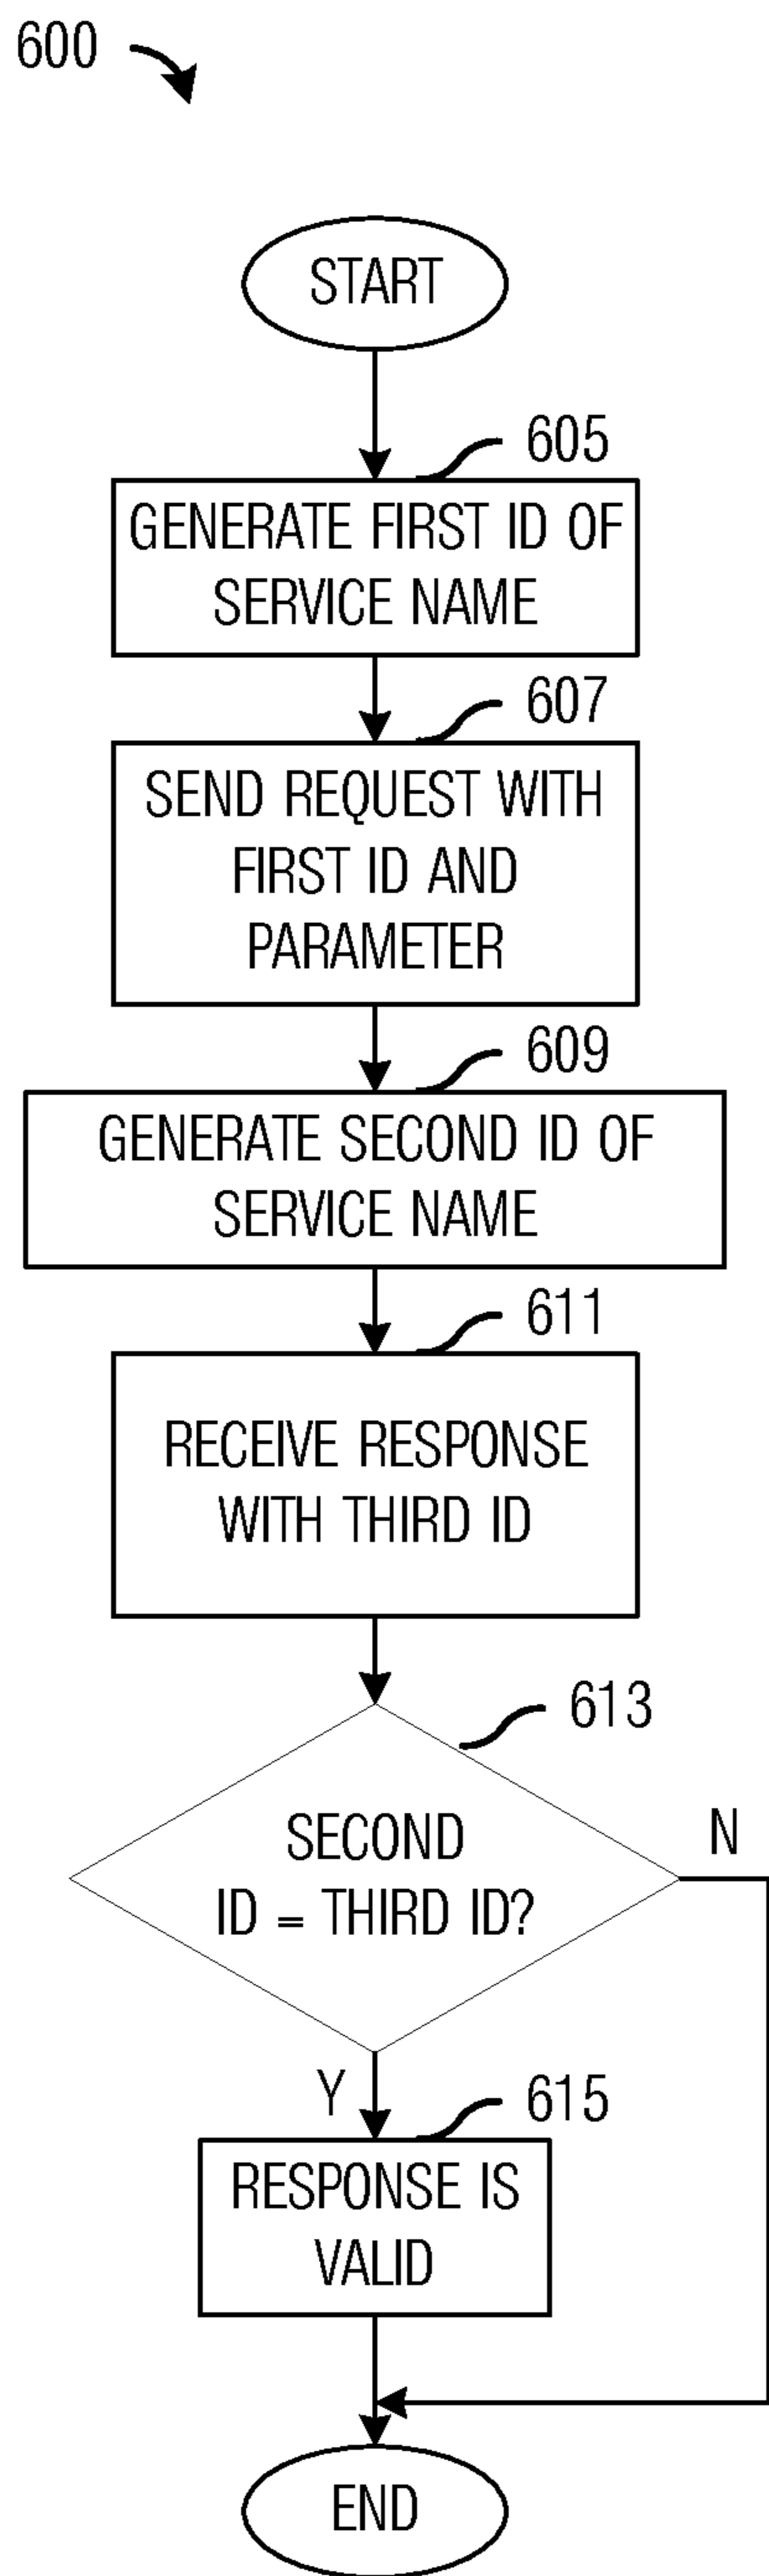 600
START
605
GENERATE FIRST ID OF
SERVICE NAME
607
SEND REQUEST WITH
FIRST ID AND
PARAMETER
609
GENERATE SECOND ID OF
SERVICE NAME
611
RECEIVE RESPONSE
WITH THIRD ID
613
SECOND
ID = THIRD ID?
N
Y
615
RESPONSE IS
VALID
END